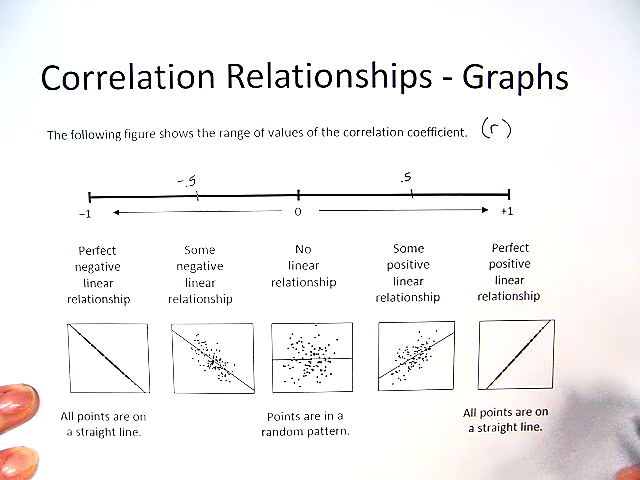 Correlation Relationships - Graphs
The following figure shows the range of values of the correlation coefficient. (r)
-.5 .5
−1 0 +1
Perfect negative linear relationship
Some negative linear relationship
No linear relationship
Some positive linear relationship
Perfect positive linear relationship
All points are on
a straight line.
Points are in a
random pattern.
All points are on
a straight line.